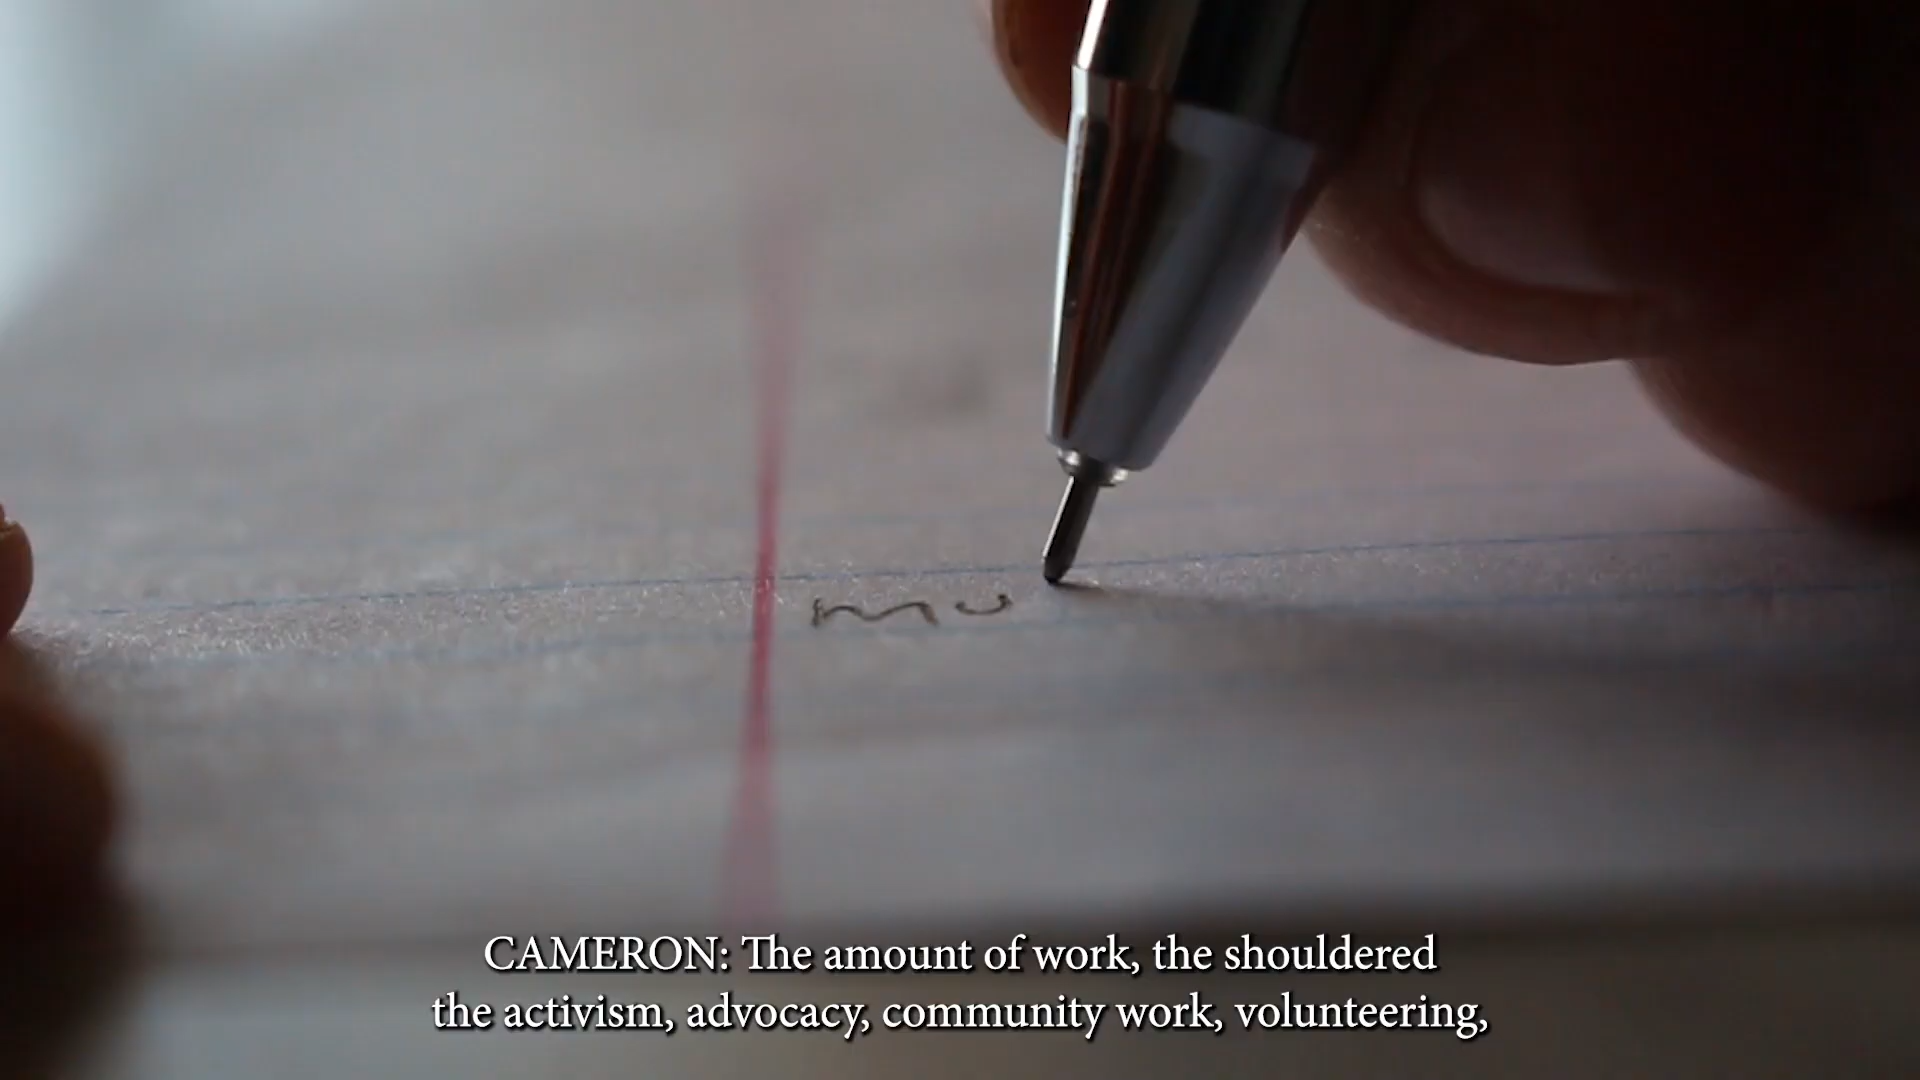 CAMERON: The amount of work, the shouldered
the activism, advocacy, community work, volunteering,